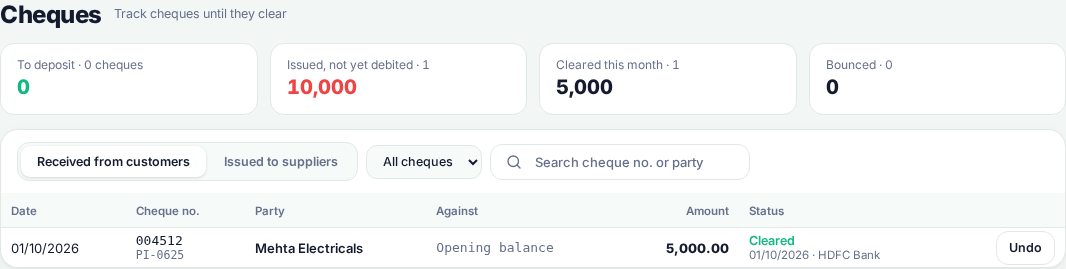 Cheques Track cheques until they clear
To deposit · 0 cheques
0
Issued, not yet debited · 1
10,000
Cleared this month · 1
5,000
Bounced · 0
0
Received from customers Issued to suppliers All cheques Search cheque no. or party
Date Cheque no. Party Against Amount Status
01/10/2026 004512 Mehta Electricals Opening balance 5,000.00 Cleared Undo
PI-0625 01/10/2026 · HDFC Bank